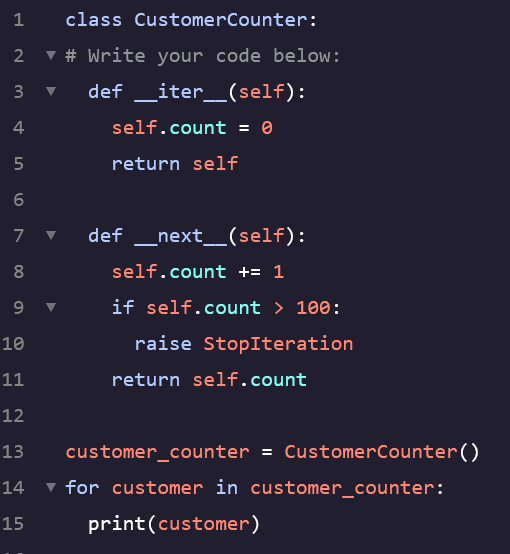 1 class CustomerCounter:
2 # Write your code below:
3   def __iter__(self):
4     self.count = 0
5     return self
6
7   def __next__(self):
8     self.count += 1
9     if self.count > 100:
10       raise StopIteration
11     return self.count
12
13 customer_counter = CustomerCounter()
14 for customer in customer_counter:
15   print(customer)